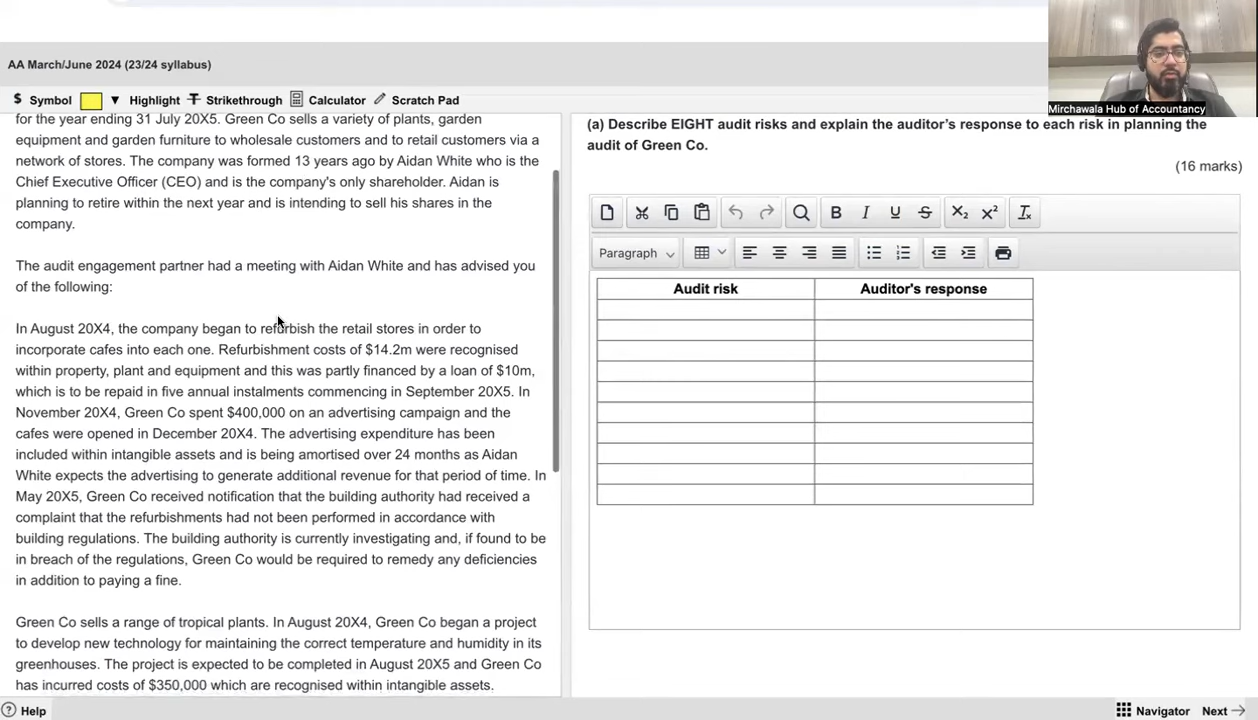 AA March/June 2024 (23/24 syllabus)
Mirchawala Hub of Accountancy
$ Symbol Highlight Strikethrough Calculator Scratch Pad
for the year ending 31 July 20X5. Green Co sells a variety of plants, garden
equipment and garden furniture to wholesale customers and to retail customers via a
network of stores. The company was formed 13 years ago by Aidan White who is the
Chief Executive Officer (CEO) and is the company's only shareholder. Aidan is
planning to retire within the next year and is intending to sell his shares in the
company.
The audit engagement partner had a meeting with Aidan White and has advised you
of the following:
In August 20X4, the company began to refurbish the retail stores in order to
incorporate cafes into each one. Refurbishment costs of $14.2m were recognised
within property, plant and equipment and this was partly financed by a loan of $10m,
which is to be repaid in five annual instalments commencing in September 20X5. In
November 20X4, Green Co spent $400,000 on an advertising campaign and the
cafes were opened in December 20X4. The advertising expenditure has been
included within intangible assets and is being amortised over 24 months as Aidan
White expects the advertising to generate additional revenue for that period of time. In
May 20X5, Green Co received notification that the building authority had received a
complaint that the refurbishments had not been performed in accordance with
building regulations. The building authority is currently investigating and, if found to be
in breach of the regulations, Green Co would be required to remedy any deficiencies
in addition to paying a fine.
Green Co sells a range of tropical plants. In August 20X4, Green Co began a project
to develop new technology for maintaining the correct temperature and humidity in its
greenhouses. The project is expected to be completed in August 20X5 and Green Co
has incurred costs of $350,000 which are recognised within intangible assets.
(a) Describe EIGHT audit risks and explain the auditor's response to each risk in planning the
audit of Green Co.
(16 marks)
B I U S X₂ X² Tx
Paragraph
Audit risk Auditor's response
? Help
Navigator Next